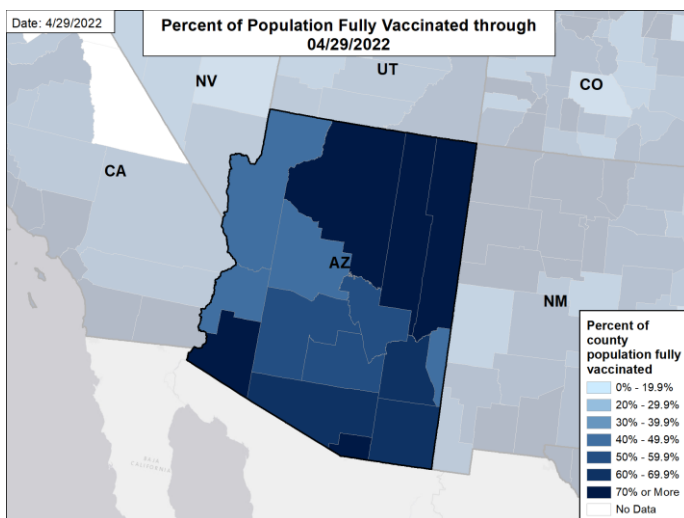 Date: 4/29/2022
Percent of Population Fully Vaccinated through
04/29/2022
NV
UT
CO
CA
AZ
NM
BAJA
CALIFORNIA
Percent of
county
population fully
vaccinated
0% - 19.9%
20% - 29.9%
30% - 39.9%
40% - 49.9%
50% - 59.9%
60% - 69.9%
70% or More
No Data